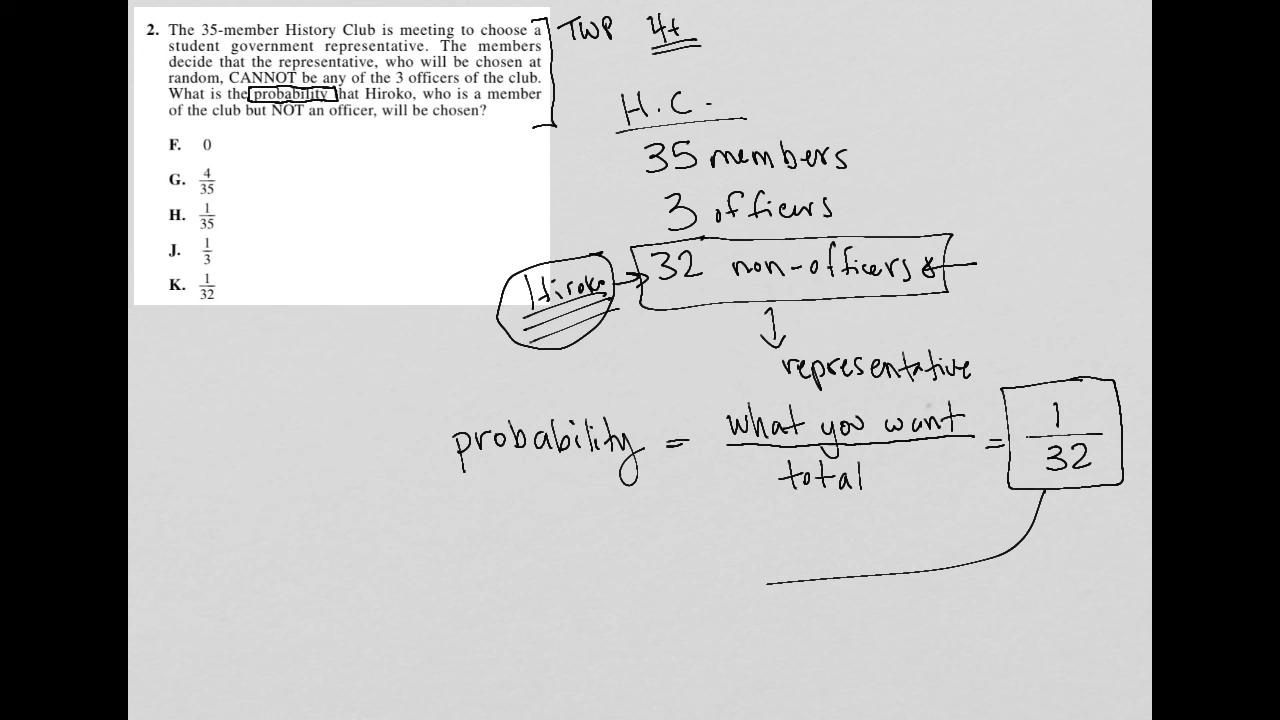 2. The 35-member History Club is meeting to choose a
student government representative. The members
decide that the representative, who will be chosen at
random, CANNOT be any of the 3 officers of the club.
What is the probability that Hiroko, who is a member
of the club but NOT an officer, will be chosen?
F. 0
G. 4/35
H. 1/35
J. 1/3
K. 1/32
TWP 4+
H.C.
35 members
3 officers
Hiroko 32 non-officers
representative
probability = what you want / total = 1/32